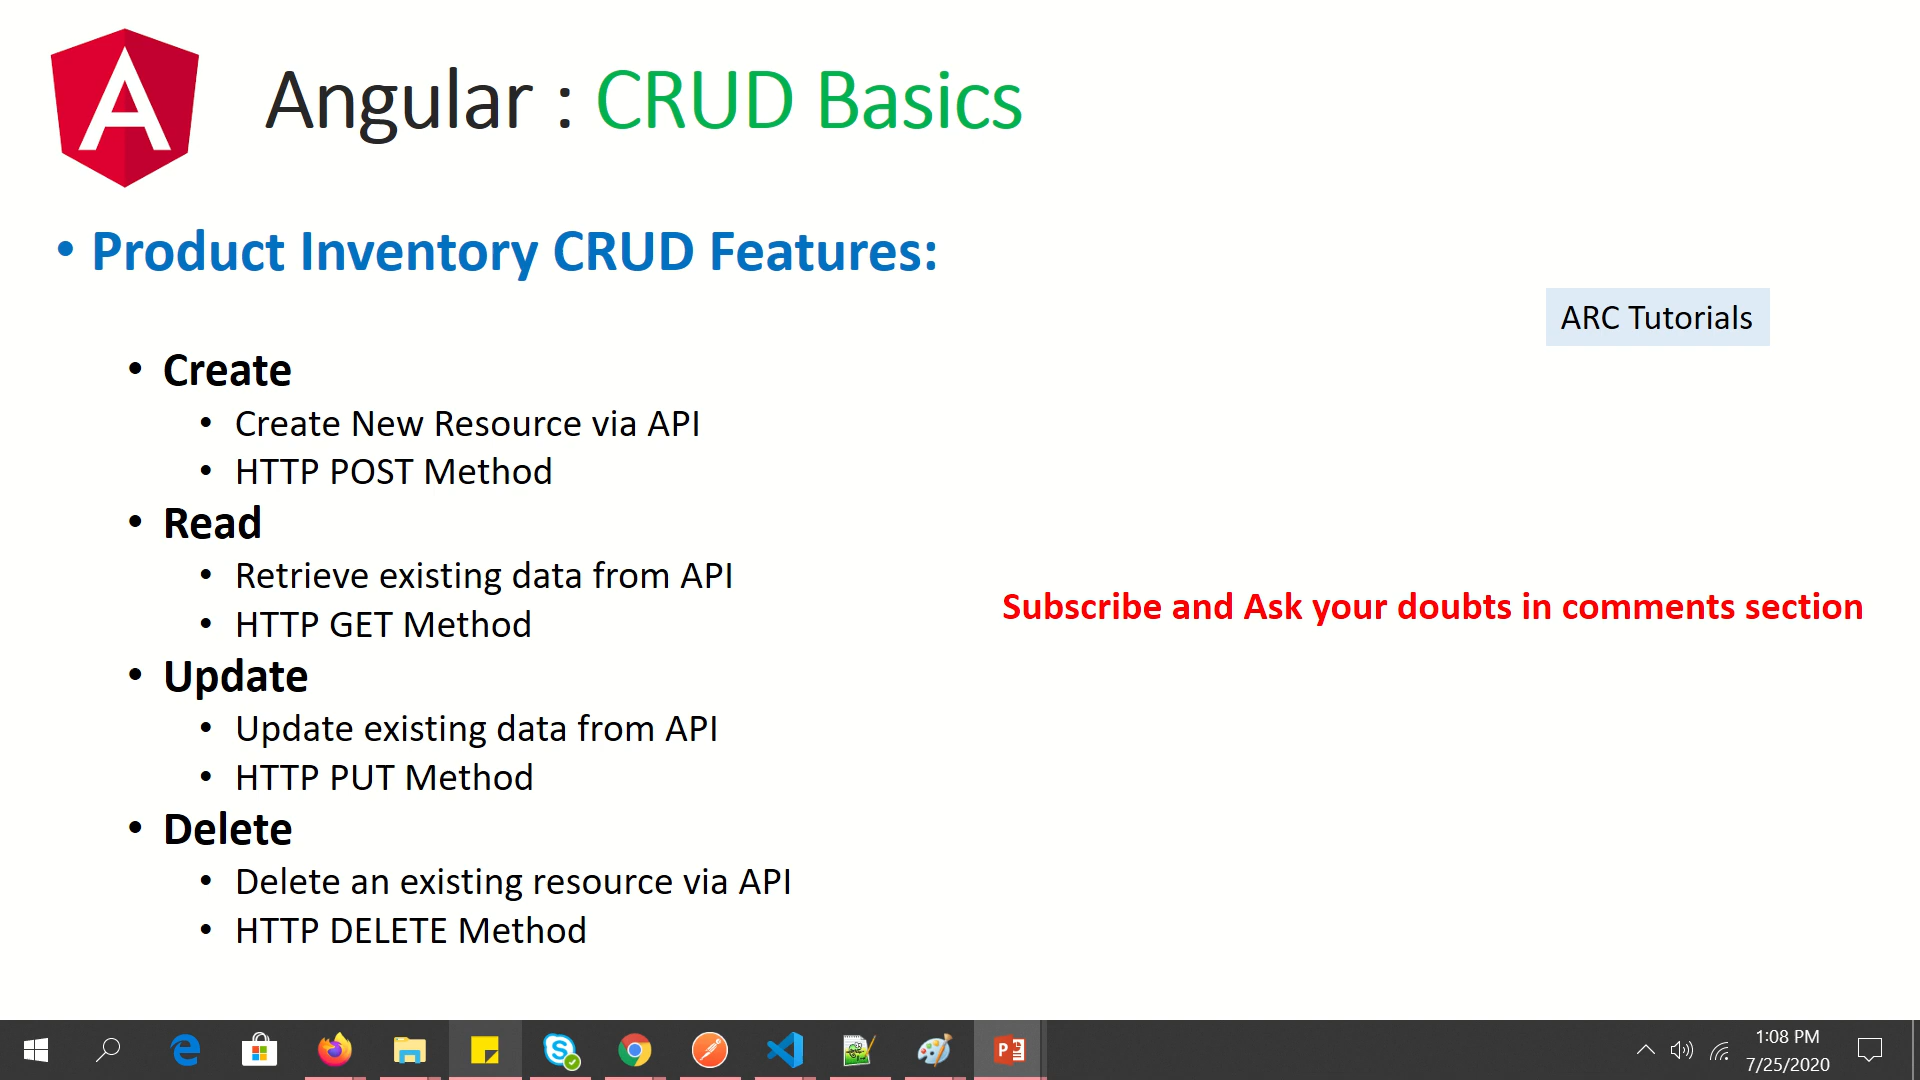 Angular : CRUD Basics
• Product Inventory CRUD Features:
ARC Tutorials
• Create
• Create New Resource via API
• HTTP POST Method
• Read
• Retrieve existing data from API
• HTTP GET Method
Subscribe and Ask your doubts in comments section
• Update
• Update existing data from API
• HTTP PUT Method
• Delete
• Delete an existing resource via API
• HTTP DELETE Method
1:08 PM
7/25/2020